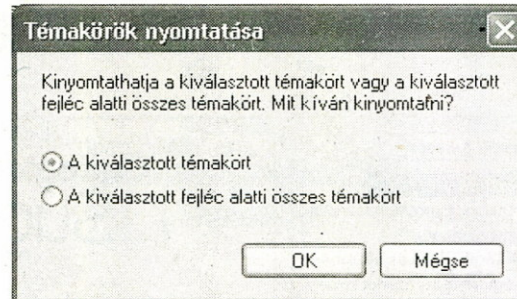 Témakörök nyomtatása
Kinyomtathatja a kiválasztott témakört vagy a kiválasztott
fejléc alatti összes témakört. Mit kíván kinyomtatni?
A kiválasztott témakört
A kiválasztott fejléc alatti összes témakört
OK
Mégse